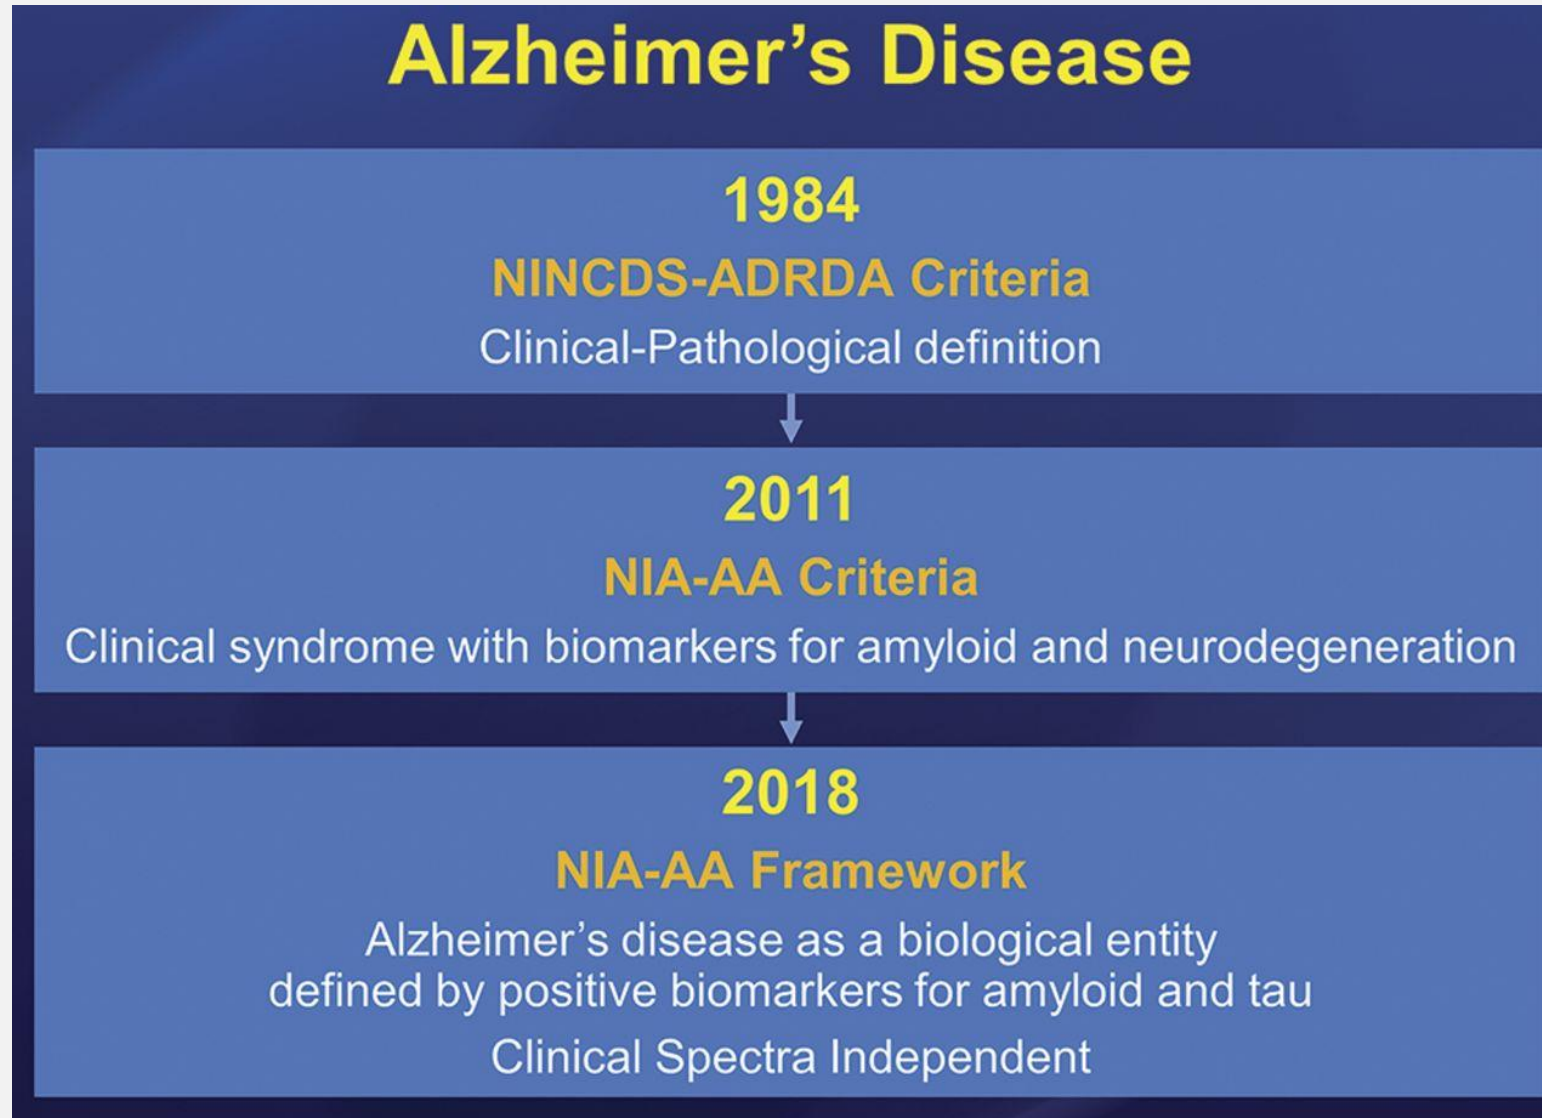 Alzheimer’s Disease
1984
NINCDS-ADRDA Criteria
Clinical-Pathological definition
2011
NIA-AA Criteria
Clinical syndrome with biomarkers for amyloid and neurodegeneration
2018
NIA-AA Framework
Alzheimer’s disease as a biological entity
defined by positive biomarkers for amyloid and tau
Clinical Spectra Independent